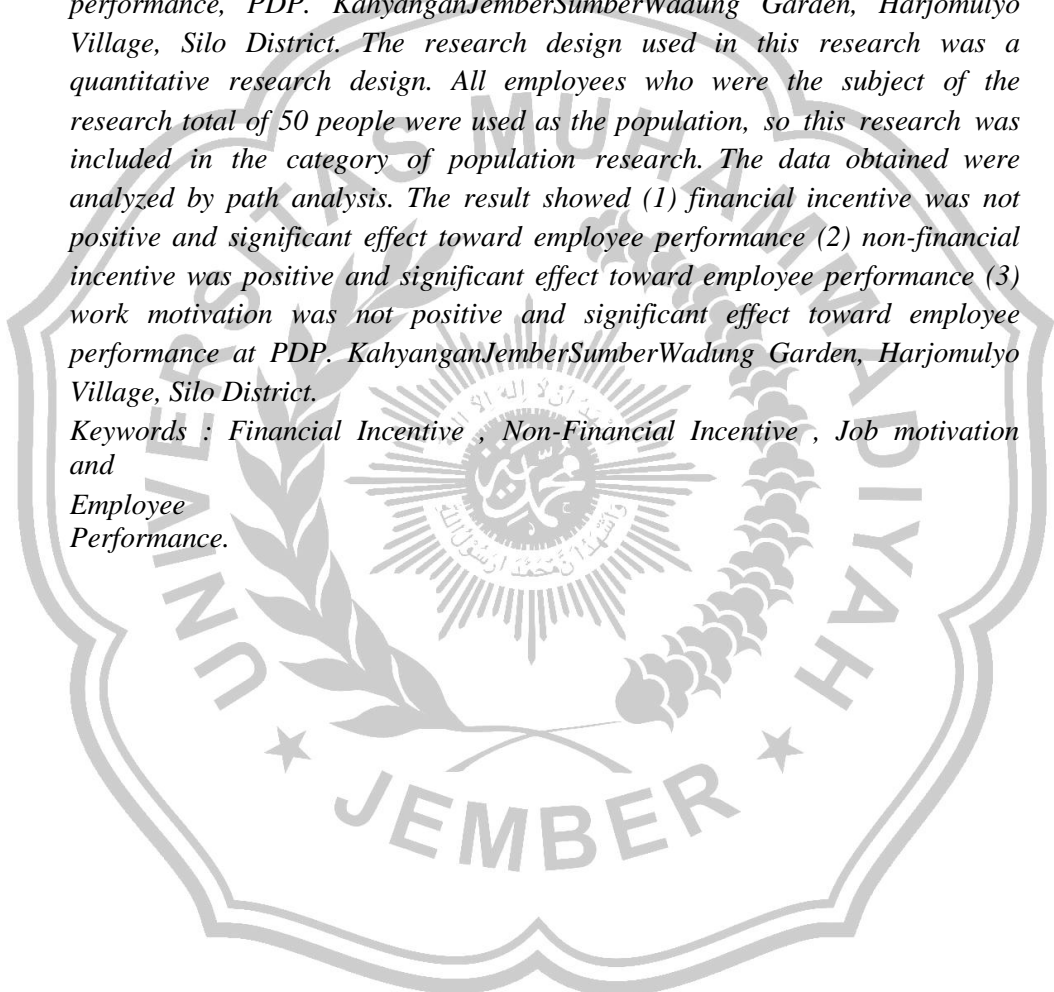 performance, PDP. KahyanganJemberSumberWadung Garden, Harjomulyo
Village, Silo District. The research design used in this research was a
quantitative research design. All employees who were the subject of the
research total of 50 people were used as the population, so this research was
included in the category of population research. The data obtained were
analyzed by path analysis. The result showed (1) financial incentive was not
positive and significant effect toward employee performance (2) non-financial
incentive was positive and significant effect toward employee performance (3)
work motivation was not positive and significant effect toward employee
performance at PDP. KahyanganJemberSumberWadung Garden, Harjomulyo
Village, Silo District.
Keywords : Financial Incentive , Non-Financial Incentive , Job motivation
and
Employee
Performance.
UNIVERSITAS MUHAMMADIYAH
JEMBER